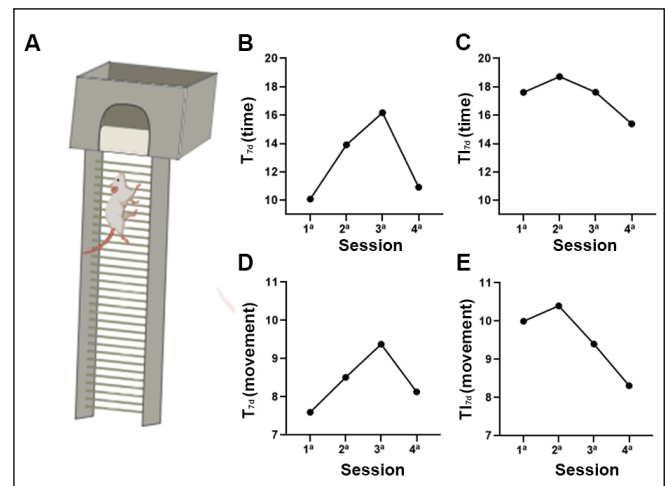 A
B
T7d (time)
20
18
16
14
12
10
1ª 2ª 3ª 4ª
Session
C
TI7d (time)
20
18
16
14
12
10
1ª 2ª 3ª 4ª
Session
D
T7d (movement)
11
10
9
8
7
1ª 2ª 3ª 4ª
Session
E
TI7d (movement)
11
10
9
8
7
1ª 2ª 3ª 4ª
Session